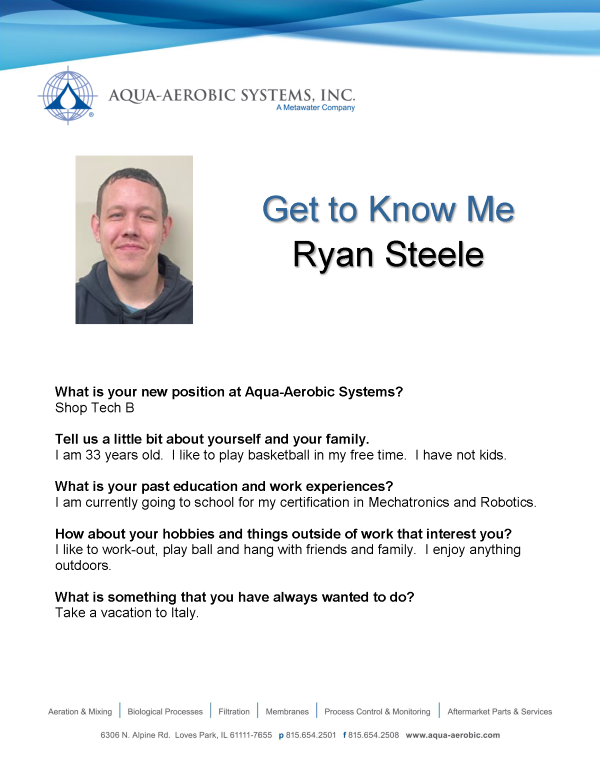 AQUA-AEROBIC SYSTEMS, INC.
A Metawater Company
®
Get to Know Me
Ryan Steele
What is your new position at Aqua-Aerobic Systems?
Shop Tech B
Tell us a little bit about yourself and your family.
I am 33 years old.  I like to play basketball in my free time.  I have not kids.
What is your past education and work experiences?
I am currently going to school for my certification in Mechatronics and Robotics.
How about your hobbies and things outside of work that interest you?
I like to work-out, play ball and hang with friends and family.  I enjoy anything
outdoors.
What is something that you have always wanted to do?
Take a vacation to Italy.
Aeration & Mixing | Biological Processes | Filtration | Membranes | Process Control & Monitoring | Aftermarket Parts & Services
6306 N. Alpine Rd.  Loves Park, IL 61111-7655  p 815.654.2501  f 815.654.2508  www.aqua-aerobic.com